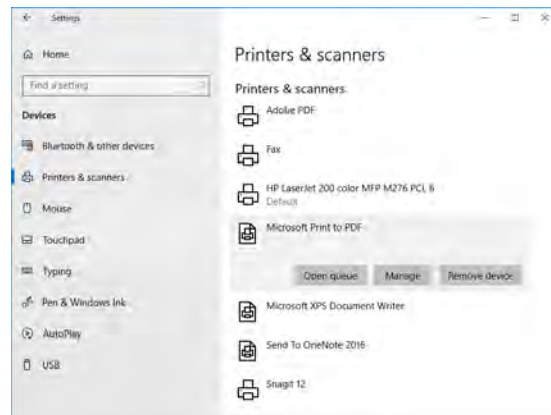 Settings
Home
Find a setting
Devices
Bluetooth & other devices
Printers & scanners
Mouse
Touchpad
Typing
Pen & Windows Ink
AutoPlay
USB
Printers & scanners
Printers & scanners
Adobe PDF
Fax
HP LaserJet 200 color MFP M276 PCL 6
Default
Microsoft Print to PDF
Open queue Manage Remove device
Microsoft XPS Document Writer
Send To OneNote 2016
Snagit 12